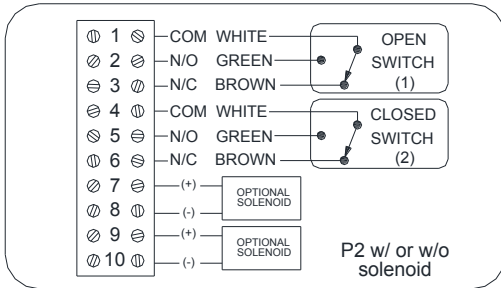 1 COM WHITE
2 N/O GREEN
3 N/C BROWN
OPEN
SWITCH
(1)
4 COM WHITE
5 N/O GREEN
6 N/C BROWN
CLOSED
SWITCH
(2)
7 (+)
8 (-)
OPTIONAL
SOLENOID
9 (+)
10 (-)
OPTIONAL
SOLENOID
P2 w/ or w/o
solenoid